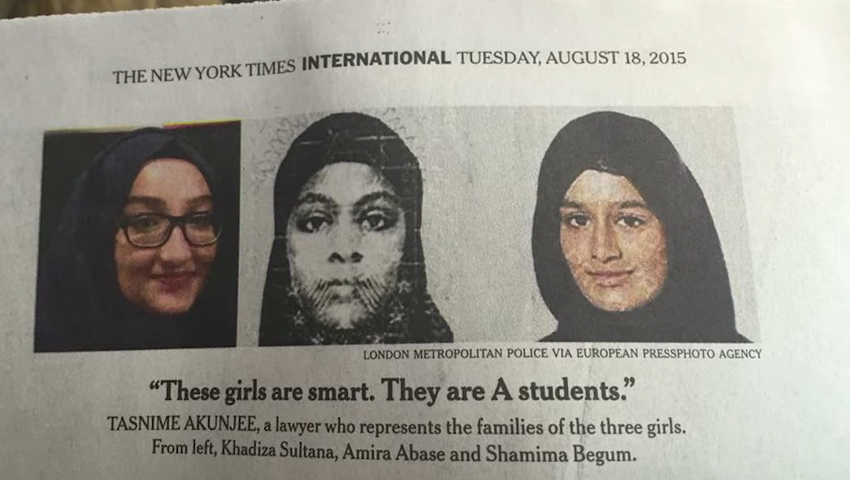 THE NEW YORK TIMES INTERNATIONAL TUESDAY, AUGUST 18, 2015
LONDON METROPOLITAN POLICE VIA EUROPEAN PRESSPHOTO AGENCY
“These girls are smart. They are A students.”
TASNIME AKUNJEE, a lawyer who represents the families of the three girls.
From left, Khadiza Sultana, Amira Abase and Shamima Begum.